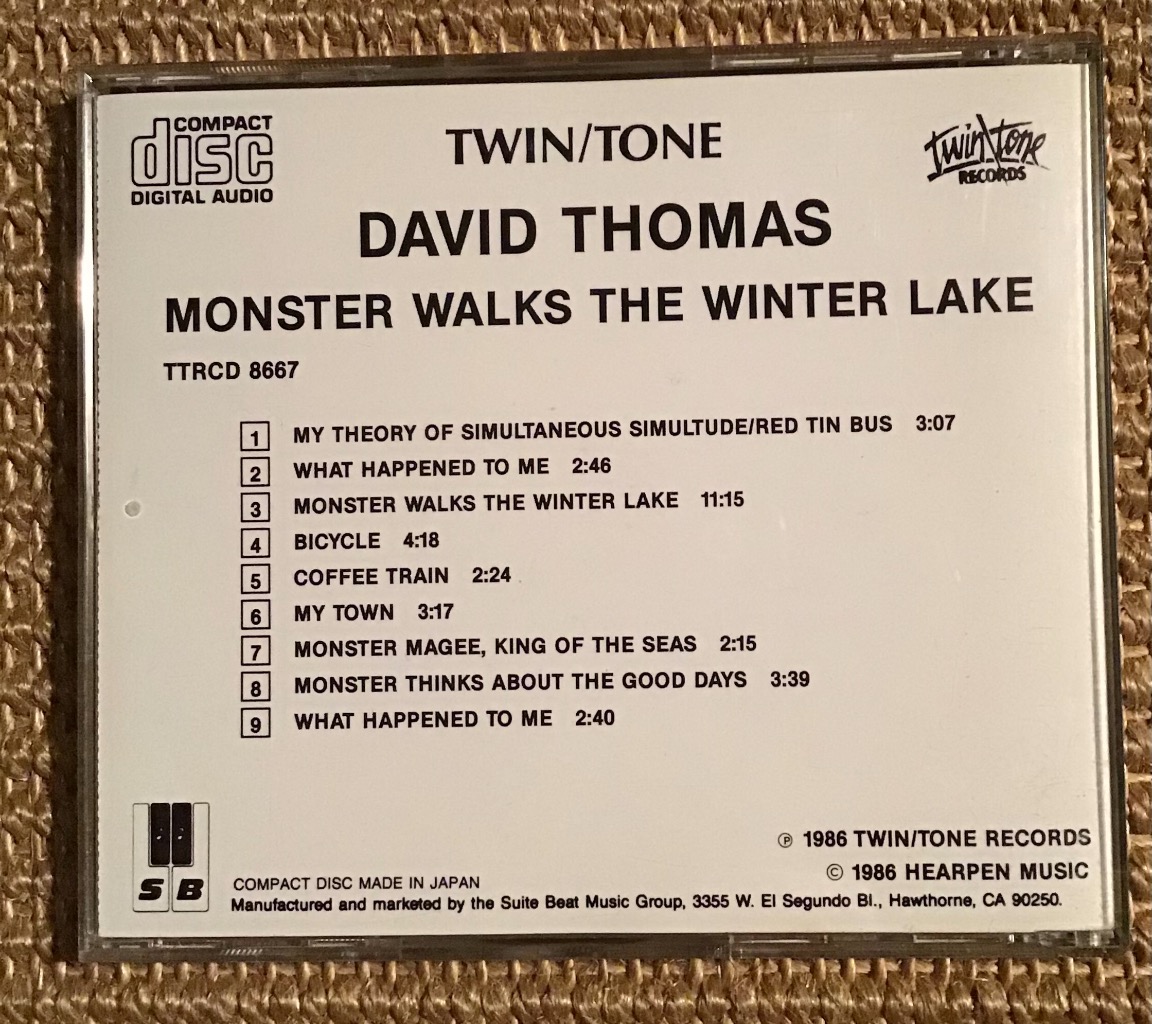 COMPACT
disc
DIGITAL AUDIO
TWIN/TONE
Twin\Tone
RECORDS
DAVID THOMAS
MONSTER WALKS THE WINTER LAKE
TTRCD 8667
1 MY THEORY OF SIMULTANEOUS SIMULTUDE/RED TIN BUS 3:07
2 WHAT HAPPENED TO ME 2:46
3 MONSTER WALKS THE WINTER LAKE 11:15
4 BICYCLE 4:18
5 COFFEE TRAIN 2:24
6 MY TOWN 3:17
7 MONSTER MAGEE, KING OF THE SEAS 2:15
8 MONSTER THINKS ABOUT THE GOOD DAYS 3:39
9 WHAT HAPPENED TO ME 2:40
℗ 1986 TWIN/TONE RECORDS
© 1986 HEARPEN MUSIC
SB
COMPACT DISC MADE IN JAPAN
Manufactured and marketed by the Suite Beat Music Group, 3355 W. El Segundo Bl., Hawthorne, CA 90250.